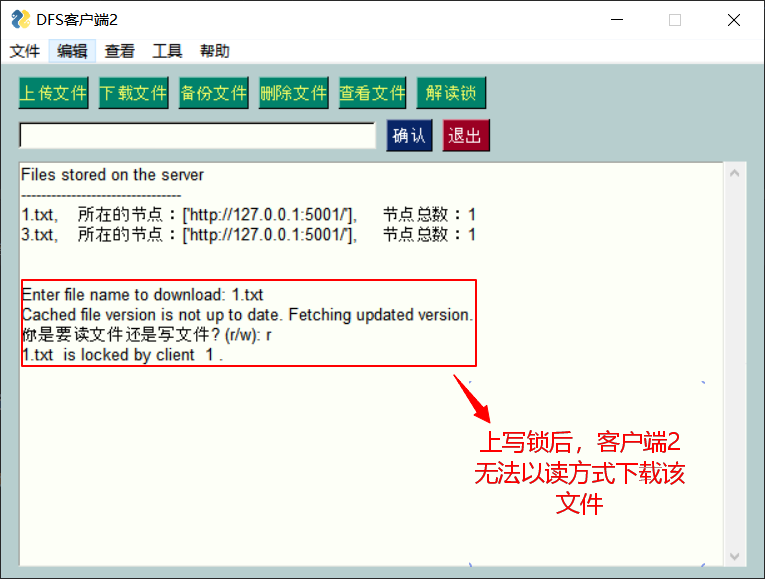 DFS客户端2
文件 编辑 查看 工具 帮助
上传文件 下载文件 备份文件 删除文件 查看文件 解读锁
确认 退出
Files stored on the server
--------------------------------
1.txt, 所在的节点：['http://127.0.0.1:5001/'], 节点总数：1
3.txt, 所在的节点：['http://127.0.0.1:5001/'], 节点总数：1
Enter file name to download: 1.txt
Cached file version is not up to date. Fetching updated version.
你是要读文件还是写文件? (r/w): r
1.txt is locked by client 1 .
上写锁后，客户端2
无法以读方式下载该
文件